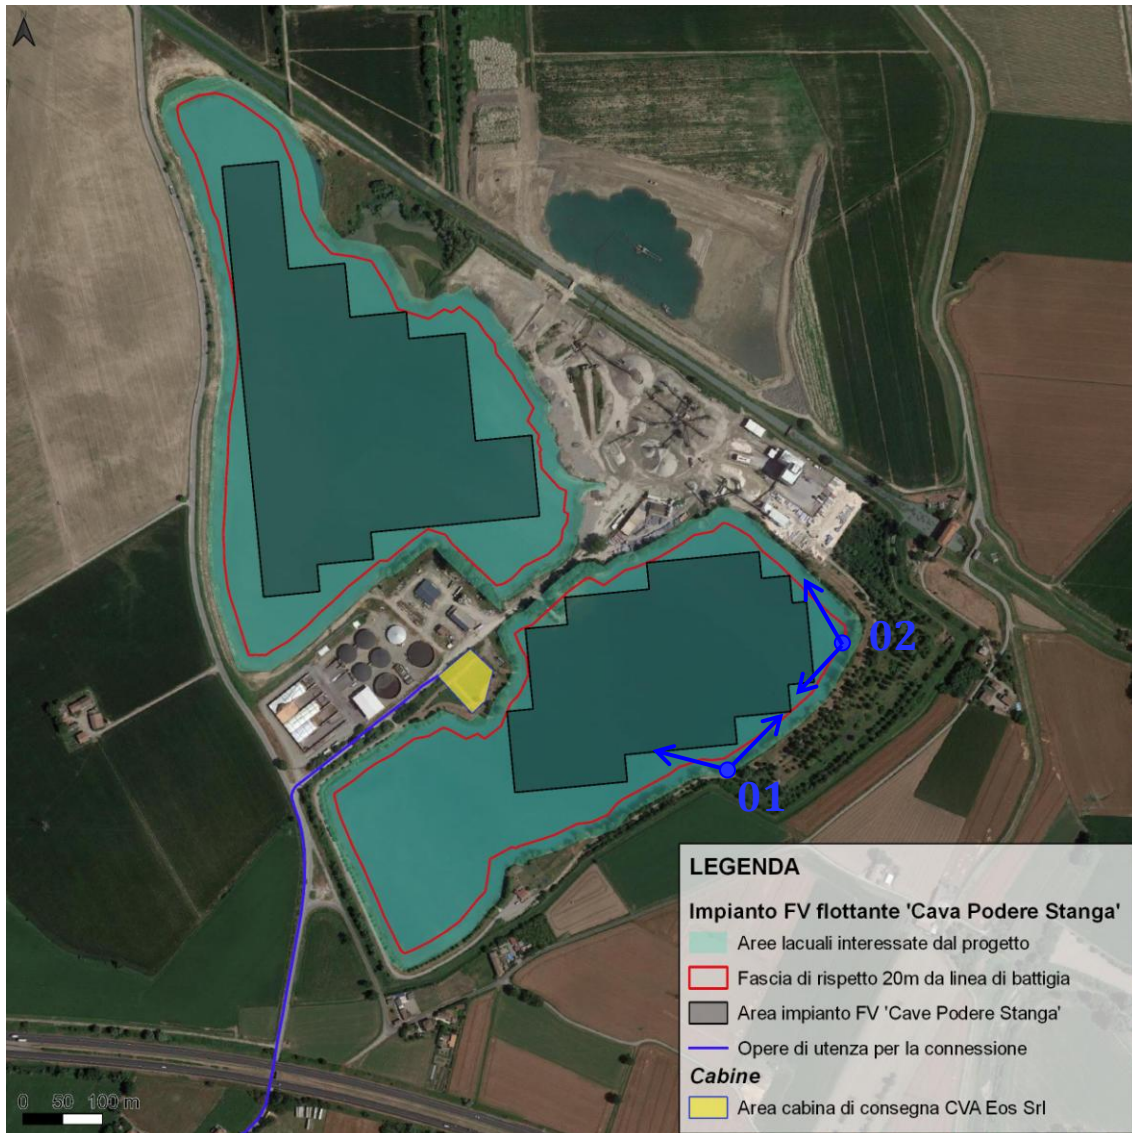 02
01
LEGENDA
Impianto FV flottante 'Cava Podere Stanga'
Aree lacuali interessate dal progetto
Fascia di rispetto 20m da linea di battigia
Area impianto FV 'Cave Podere Stanga'
Opere di utenza per la connessione
Cabine
Area cabina di consegna CVA Eos Srl
0 50 100 m